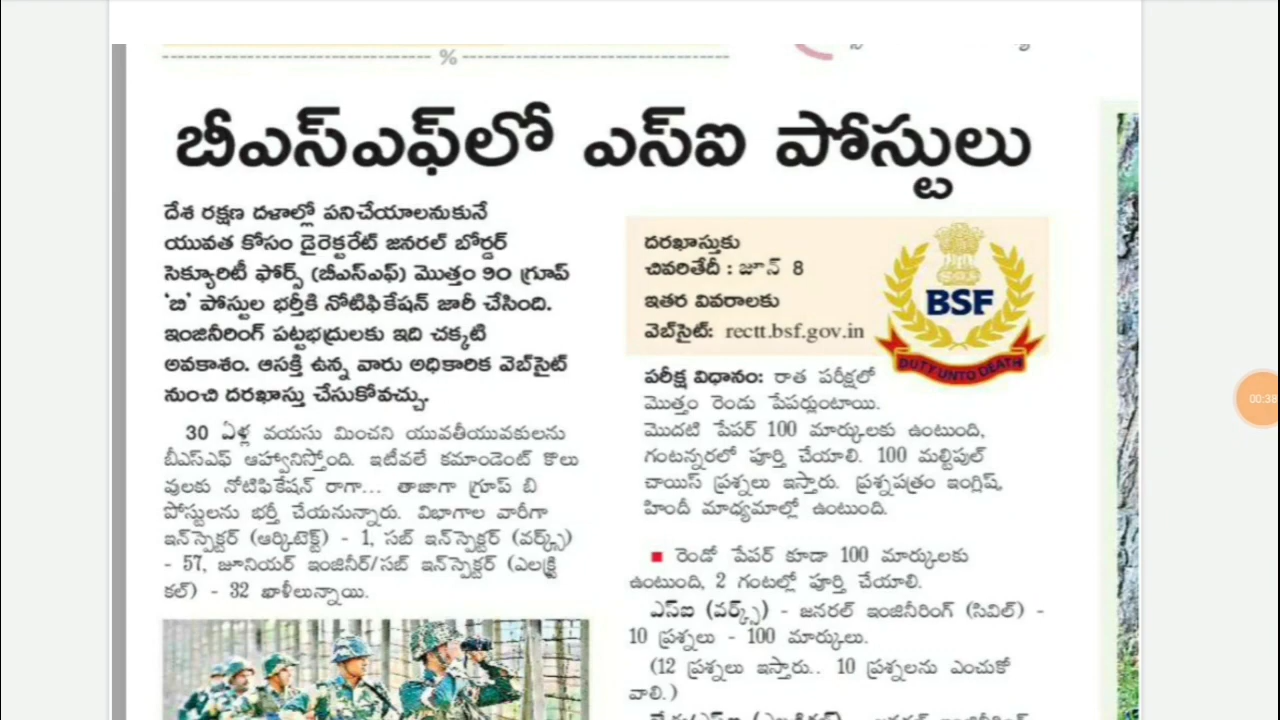 %
బీఎస్ఎఫ్‌లో ఎస్ఐ పోస్టులు
దేశ రక్షణ దళాల్లో పనిచేయాలనుకునే
యువత కోసం డైరెక్టరేట్ జనరల్ బోర్డర్
సెక్యూరిటీ ఫోర్స్ (బీఎస్ఎఫ్) మొత్తం 90 గ్రూప్
'బి' పోస్టుల భర్తీకి నోటిఫికేషన్ జారీ చేసింది.
ఇంజినీరింగ్ పట్టభద్రులకు ఇది చక్కటి
అవకాశం. ఆసక్తి ఉన్న వారు అధికారిక వెబ్‌సైట్
నుంచి దరఖాస్తు చేసుకోవచ్చు.
30 ఏళ్ల వయసు మించని యువతీయువకులను
బీఎస్ఎఫ్ ఆహ్వానిస్తోంది. ఇటీవలే కమాండెంట్ కొలు
వులకు నోటిఫికేషన్ రాగా... తాజాగా గ్రూప్ బి
పోస్టులను భర్తీ చేయనున్నారు. విభాగాల వారీగా
ఇన్‌స్పెక్టర్ (ఆర్కిటెక్ట్) - 1, సబ్ ఇన్‌స్పెక్టర్ (వర్క్స్)
- 57, జూనియర్ ఇంజినీర్/సబ్ ఇన్‌స్పెక్టర్ (ఎలక్ట్రి
కల్) - 32 ఖాళీలున్నాయి.
దరఖాస్తుకు
చివరితేదీ : జూన్ 8
ఇతర వివరాలకు
వెబ్‌సైట్: rectt.bsf.gov.in
BSF
DUTY UNTO DEATH
పరీక్ష విధానం: రాత పరీక్షలో
మొత్తం రెండు పేపర్లుంటాయి.
మొదటి పేపర్ 100 మార్కులకు ఉంటుంది,
గంటన్నరలో పూర్తి చేయాలి. 100 మల్టిపుల్
చాయిస్ ప్రశ్నలు ఇస్తారు. ప్రశ్నపత్రం ఇంగ్లిష్,
హిందీ మాధ్యమాల్లో ఉంటుంది.
■ రెండో పేపర్ కూడా 100 మార్కులకు
ఉంటుంది, 2 గంటల్లో పూర్తి చేయాలి.
ఎస్ఐ (వర్క్స్) - జనరల్ ఇంజినీరింగ్ (సివిల్) -
10 ప్రశ్నలు - 100 మార్కులు.
(12 ప్రశ్నలు ఇస్తారు.. 10 ప్రశ్నలను ఎంచుకో
వాలి.)
00:38